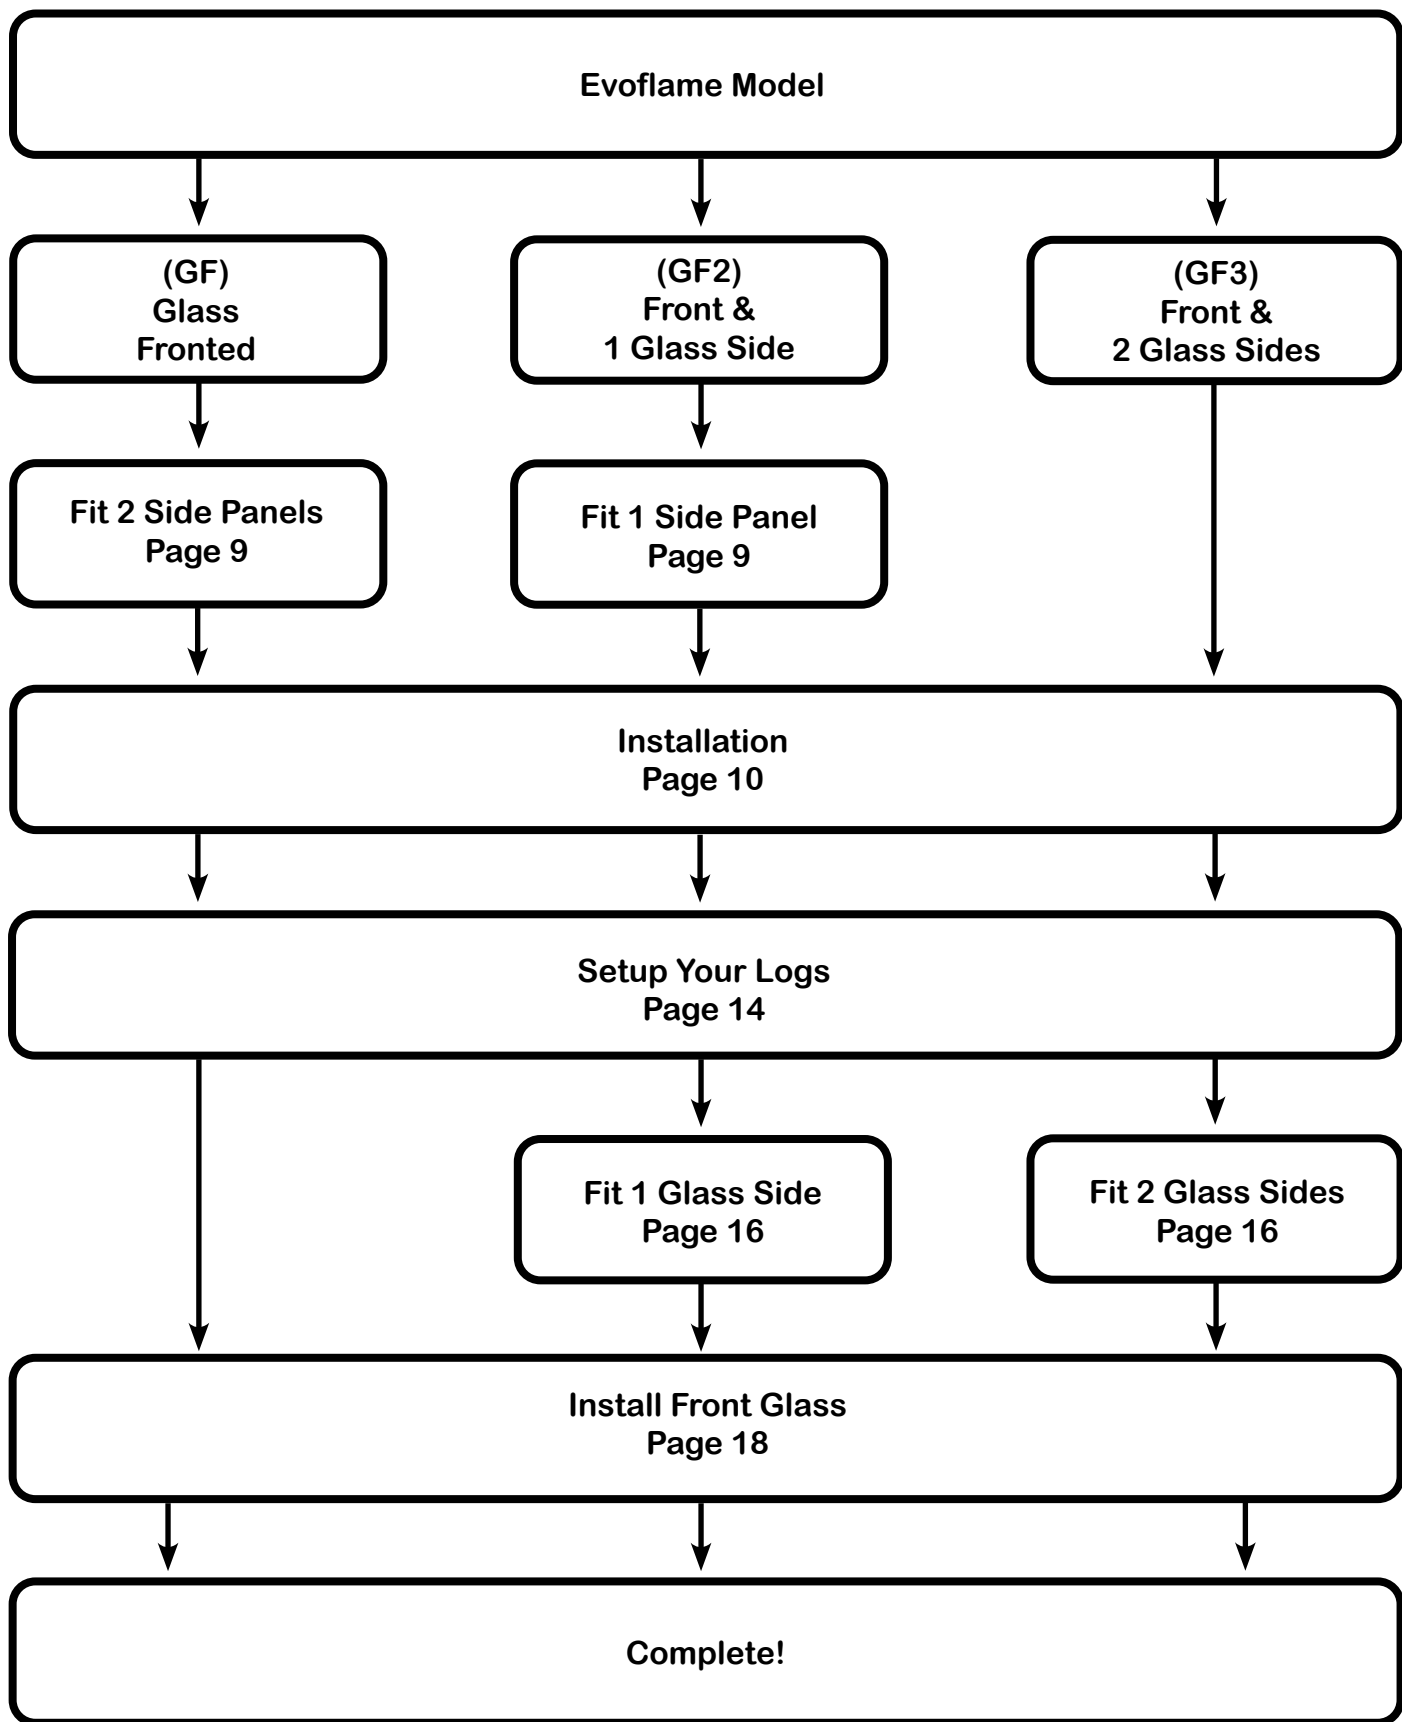 Evoflame Model
(GF)
Glass
Fronted
(GF2)
Front &
1 Glass Side
(GF3)
Front &
2 Glass Sides
Fit 2 Side Panels
Page 9
Fit 1 Side Panel
Page 9
Installation
Page 10
Setup Your Logs
Page 14
Fit 1 Glass Side
Page 16
Fit 2 Glass Sides
Page 16
Install Front Glass
Page 18
Complete!